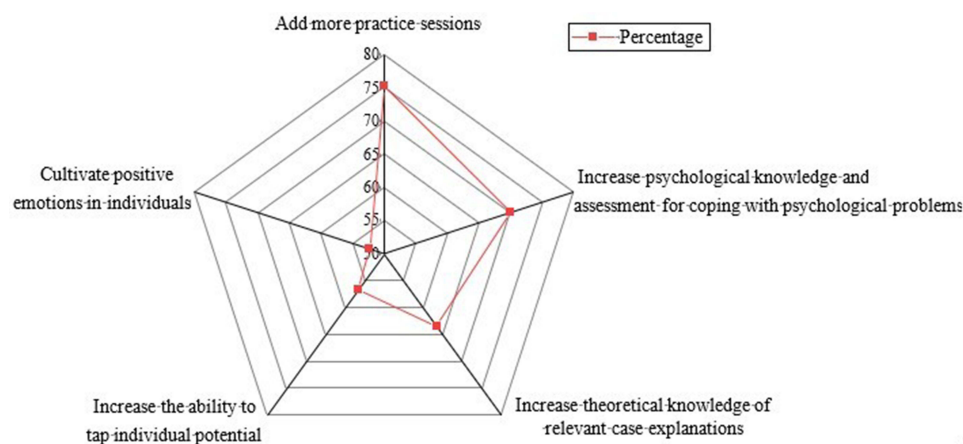 Add more practice sessions
Percentage
80
75
70
65
60
55
50
Cultivate positive
emotions in individuals
Increase psychological knowledge and
assessment for coping with psychological problems
Increase the ability to
tap individual potential
Increase theoretical knowledge of
relevant case explanations